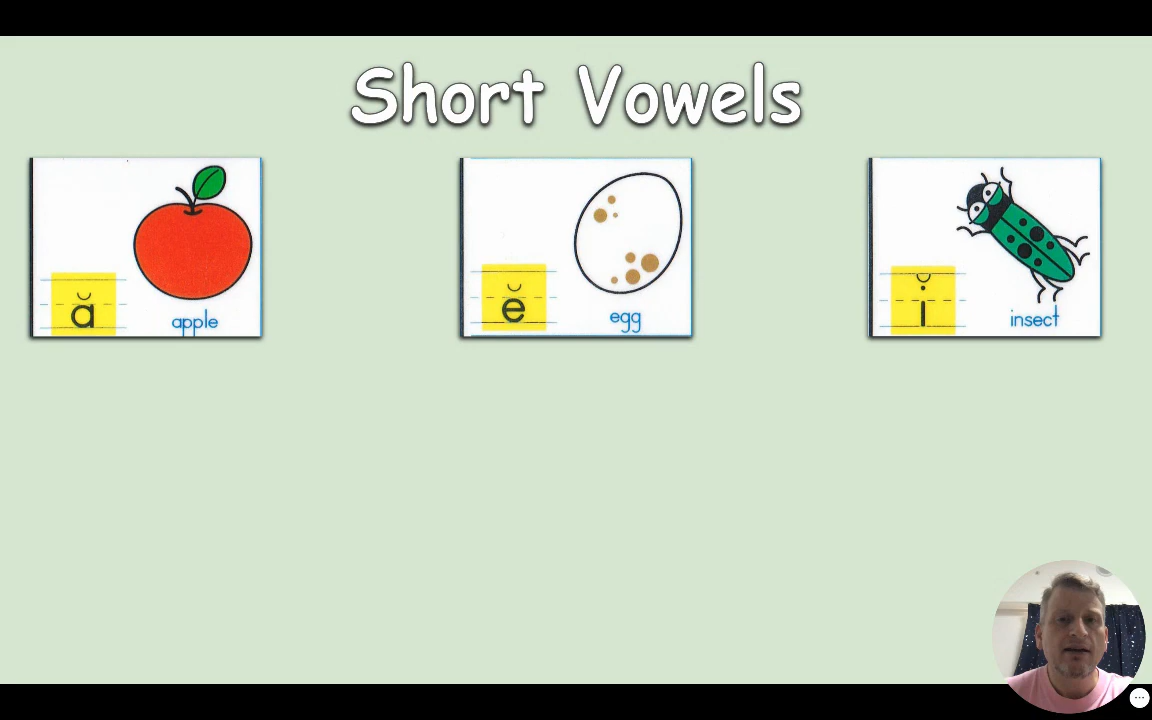 Short Vowels
ă
apple
ĕ
egg
ĭ
insect